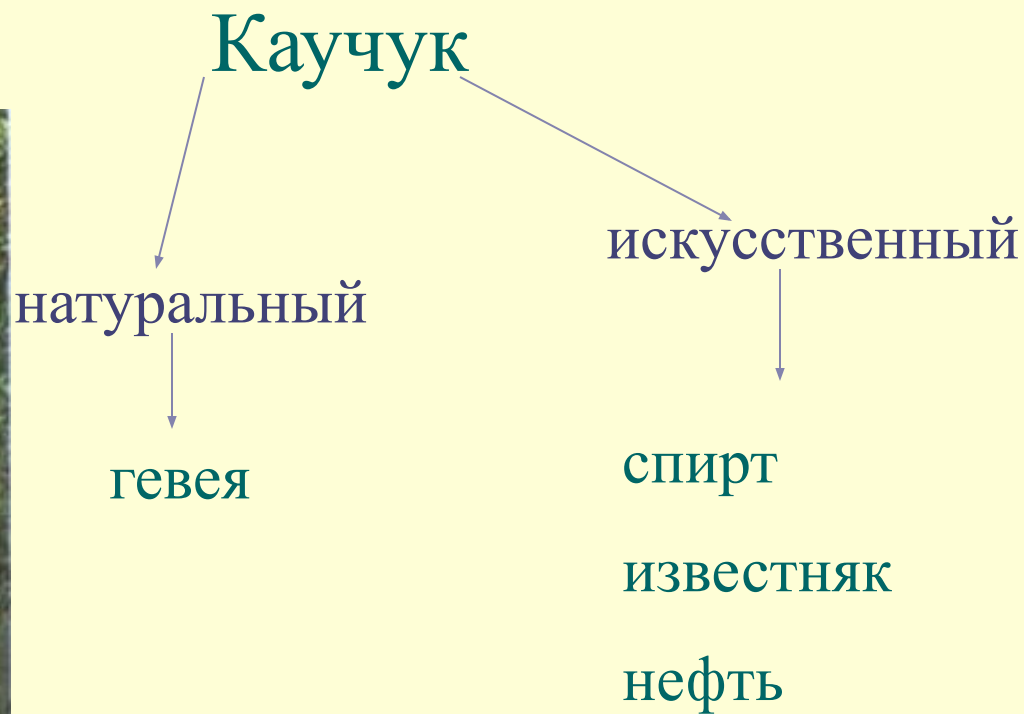 Каучук
искусственный
натуральный
гевея
спирт
известняк
нефть